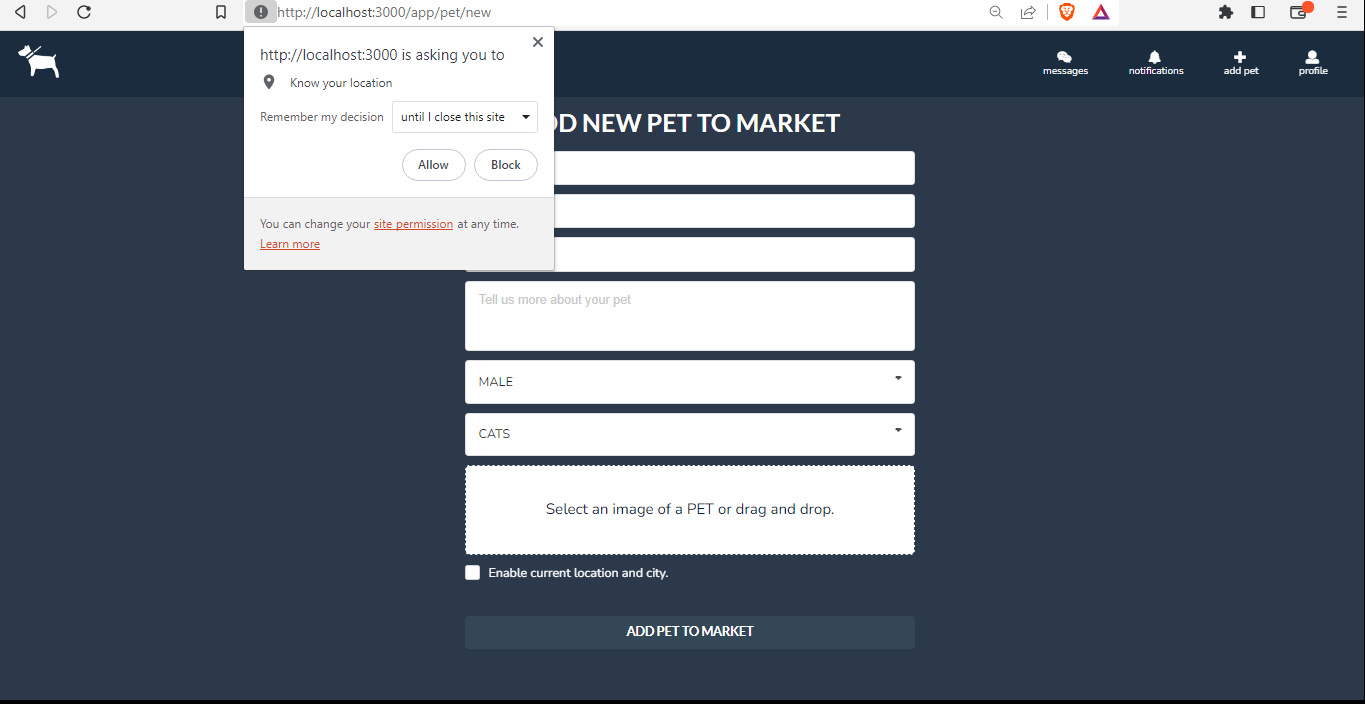 http://localhost:3000/app/pet/new
http://localhost:3000 is asking you to
Know your location
Remember my decision until I close this site
Allow Block
You can change your site permission at any time.
Learn more
messages notifications add pet profile
DD NEW PET TO MARKET
Tell us more about your pet
MALE
CATS
Select an image of a PET or drag and drop.
Enable current location and city.
ADD PET TO MARKET